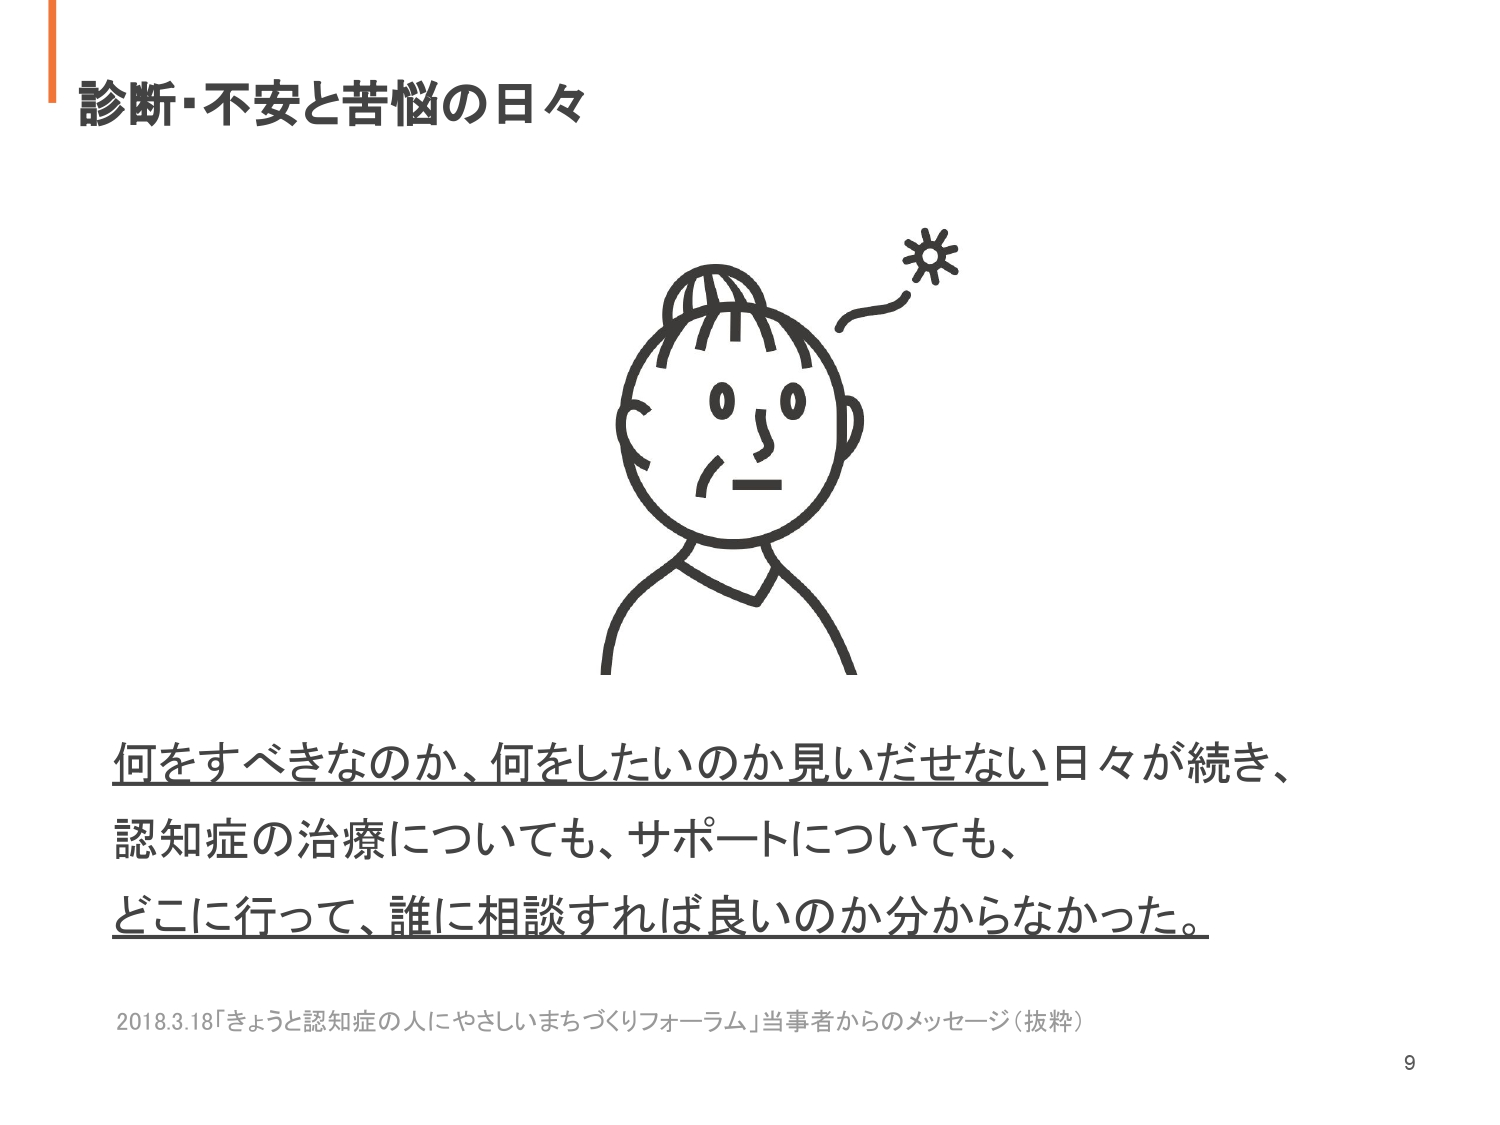 診断・不安と苦悩の日々
何をすべきなのか、何をしたいのか見いだせない日々が続き、
認知症の治療についても、サポートについても、
どこに行って、誰に相談すれば良いのか分からなかった。
2018.3.18「きょうと認知症の人にやさしいまちづくりフォーラム」当事者からのメッセージ（抜粋）
9